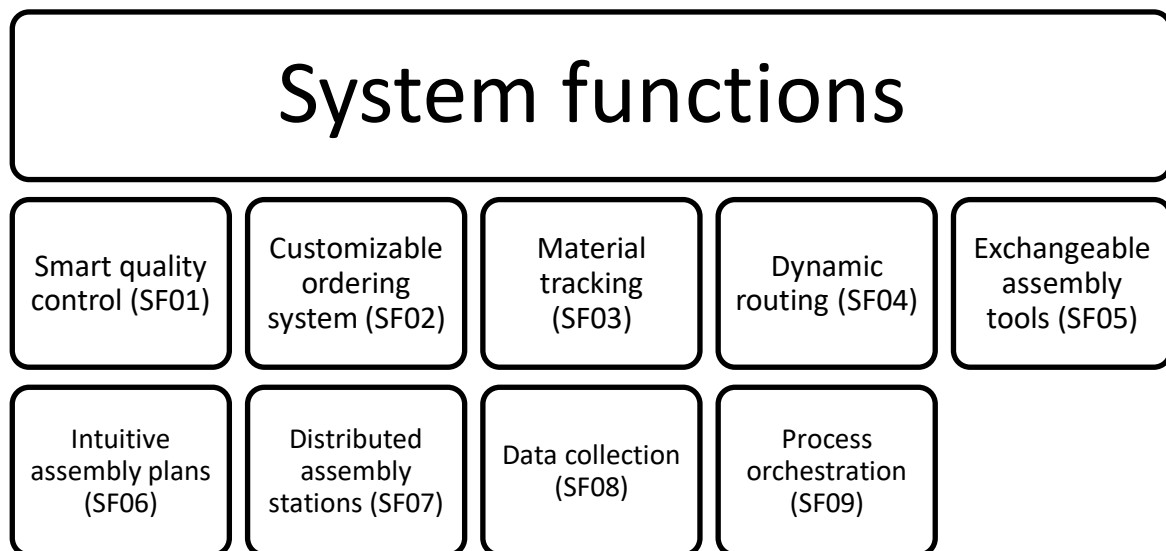 System functions
Smart quality
control (SF01)
Customizable
ordering
system (SF02)
Material
tracking
(SF03)
Dynamic
routing (SF04)
Exchangeable
assembly
tools (SF05)
Intuitive
assembly plans
(SF06)
Distributed
assembly
stations (SF07)
Data collection
(SF08)
Process
orchestration
(SF09)